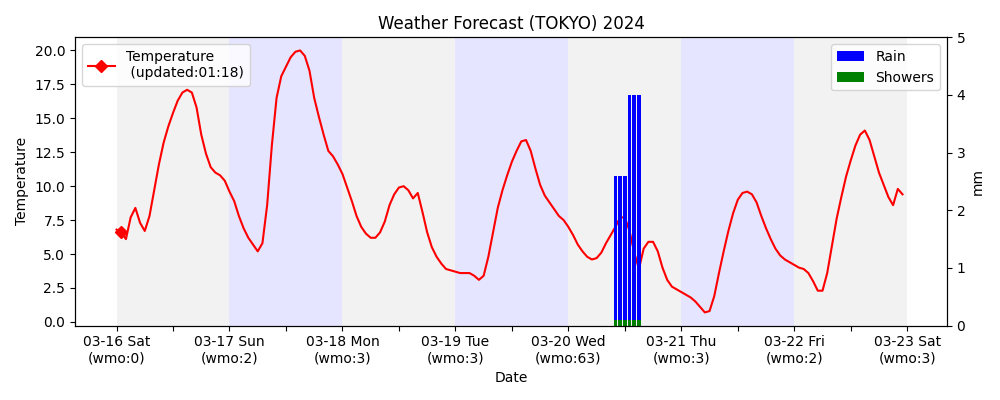 Weather Forecast (TOKYO) 2024
Temperature
(updated:01:18)
Rain
Showers
20.0
17.5
15.0
12.5
10.0
7.5
5.0
2.5
0.0
Temperature
5
4
3
2
1
0
mm
03-16 Sat
(wmo:0)
03-17 Sun
(wmo:2)
03-18 Mon
(wmo:3)
03-19 Tue
(wmo:3)
03-20 Wed
(wmo:63)
03-21 Thu
(wmo:3)
03-22 Fri
(wmo:2)
03-23 Sat
(wmo:3)
Date